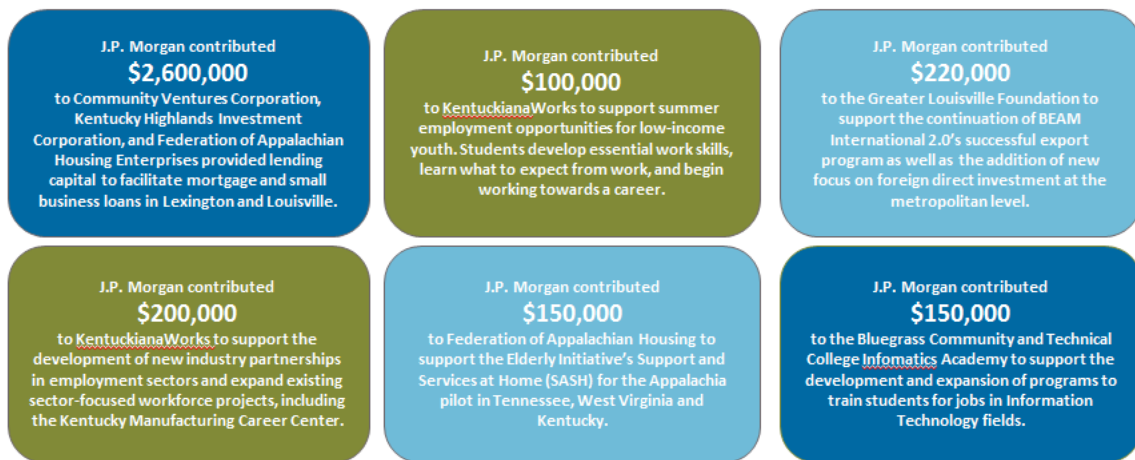 J.P. Morgan contributed
$2,600,000
to Community Ventures Corporation,
Kentucky Highlands Investment
Corporation, and Federation of Appalachian
Housing Enterprises provided lending
capital to facilitate mortgage and small
business loans in Lexington and Louisville.
J.P. Morgan contributed
$100,000
to KentuckianaWorks to support summer
employment opportunities for low-income
youth. Students develop essential work skills,
learn what to expect from work, and begin
working towards a career.
J.P. Morgan contributed
$220,000
to the Greater Louisville Foundation to
support the continuation of BEAM
International 2.0's successful export
program as well as the addition of new
focus on foreign direct investment at the
metropolitan level.
J.P. Morgan contributed
$200,000
to KentuckianaWorks to support the
development of new industry partnerships
in employment sectors and expand existing
sector-focused workforce projects, including
the Kentucky Manufacturing Career Center.
J.P. Morgan contributed
$150,000
to Federation of Appalachian Housing to
support the Elderly Initiative's Support and
Services at Home (SASH) for the Appalachia
pilot in Tennessee, West Virginia and
Kentucky.
J.P. Morgan contributed
$150,000
to the Bluegrass Community and Technical
College Infomatics Academy to support the
development and expansion of programs to
train students for jobs in Information
Technology fields.